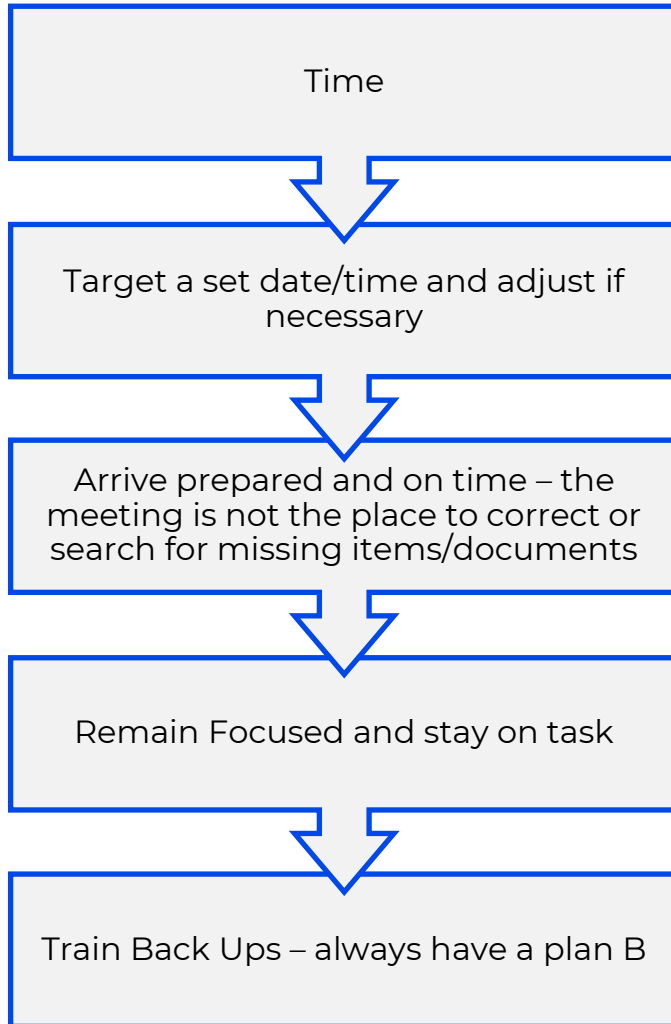 Time
Target a set date/time and adjust if
necessary
Arrive prepared and on time – the
meeting is not the place to correct or
search for missing items/documents
Remain Focused and stay on task
Train Back Ups – always have a plan B